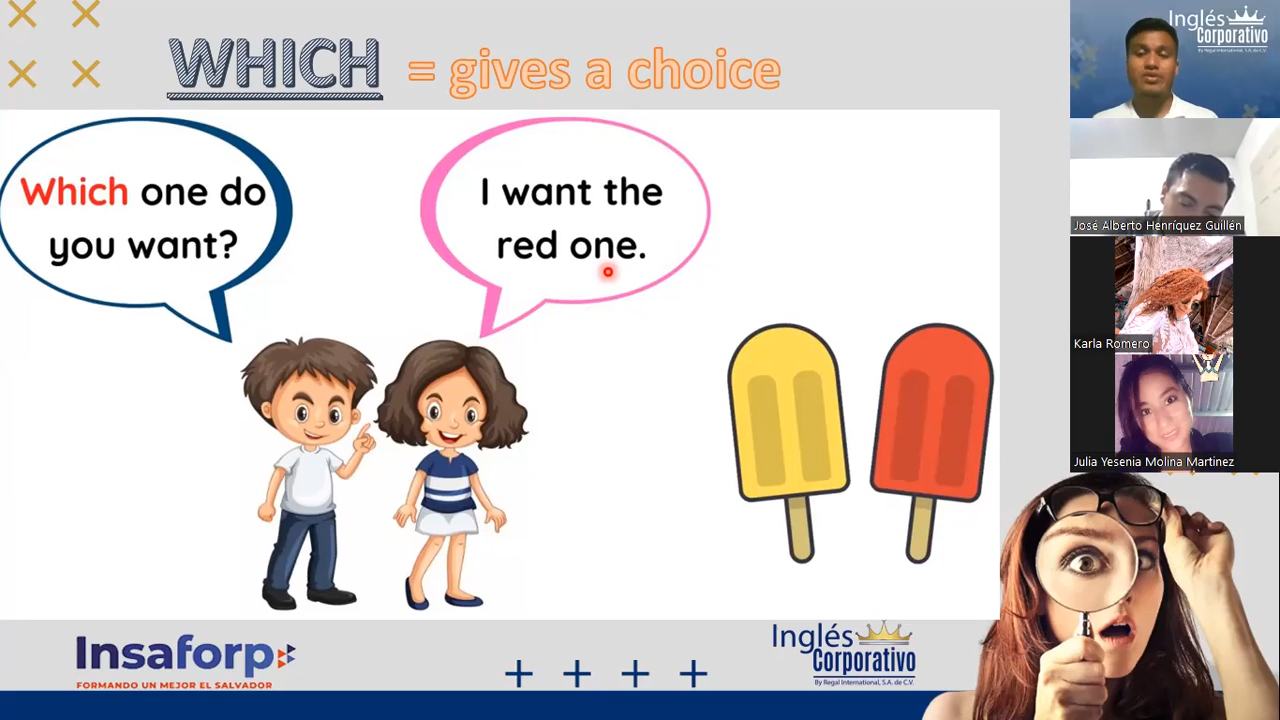 WHICH = gives a choice
Which one do
you want?
I want the
red one.
Inglés
Corporativo
By Regal International, S.A. de C.V.
José Alberto Henríquez Guillén
Karla Romero
Julia Yesenia Molina Martinez
Insaforp
FORMANDO UN MEJOR EL SALVADOR
Inglés
Corporativo
By Regal International, S.A. de C.V.